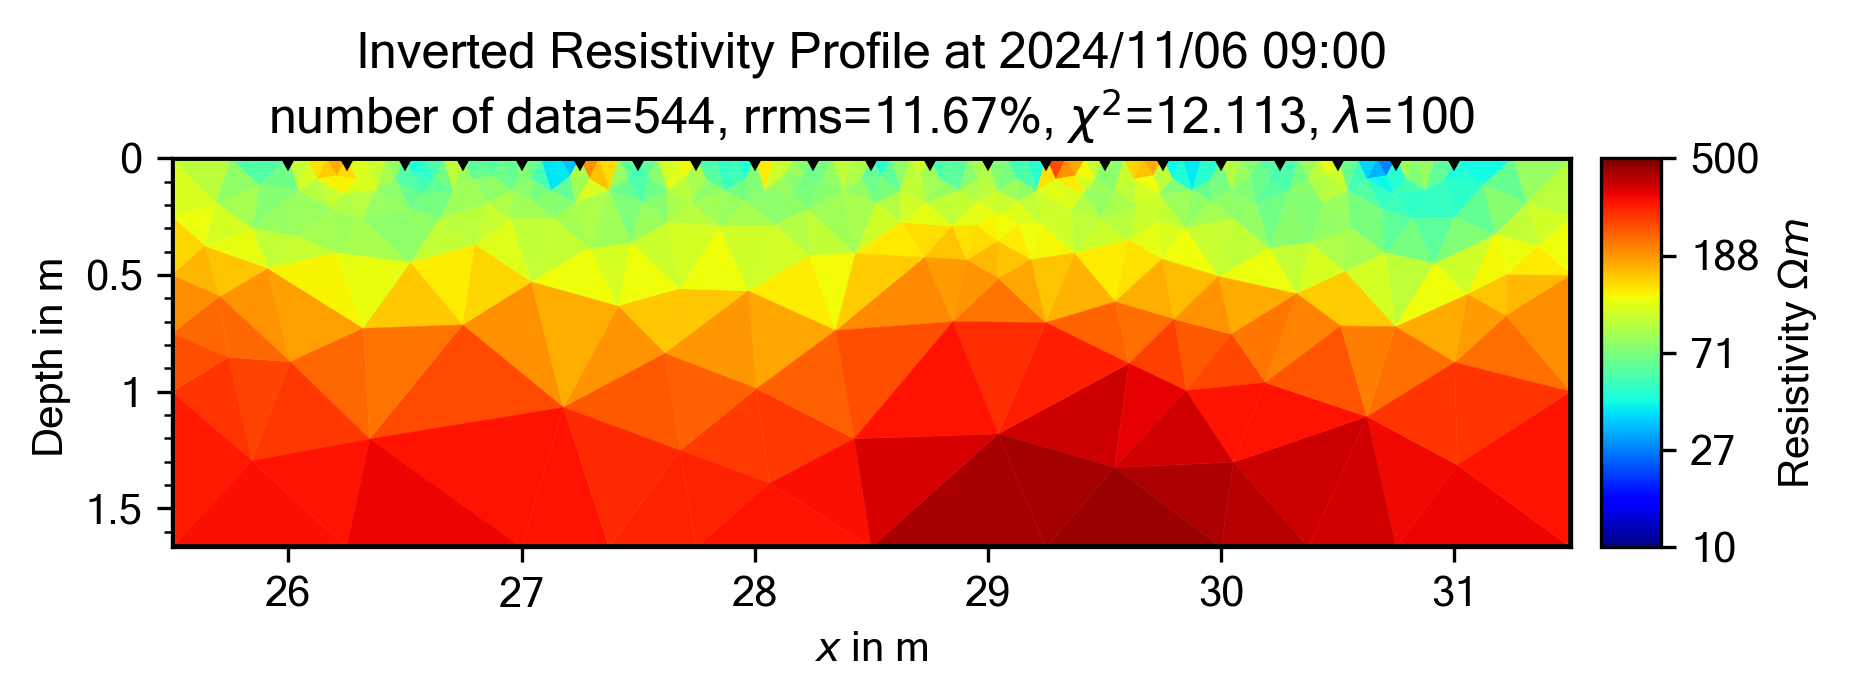 Inverted Resistivity Profile at 2024/11/06 09:00
number of data=544, rrms=11.67%, χ²=12.113, λ=100
0
0.5
1
1.5
Depth in m
26 27 28 29 30 31
x in m
500
188
71
27
10
Resistivity Ωm